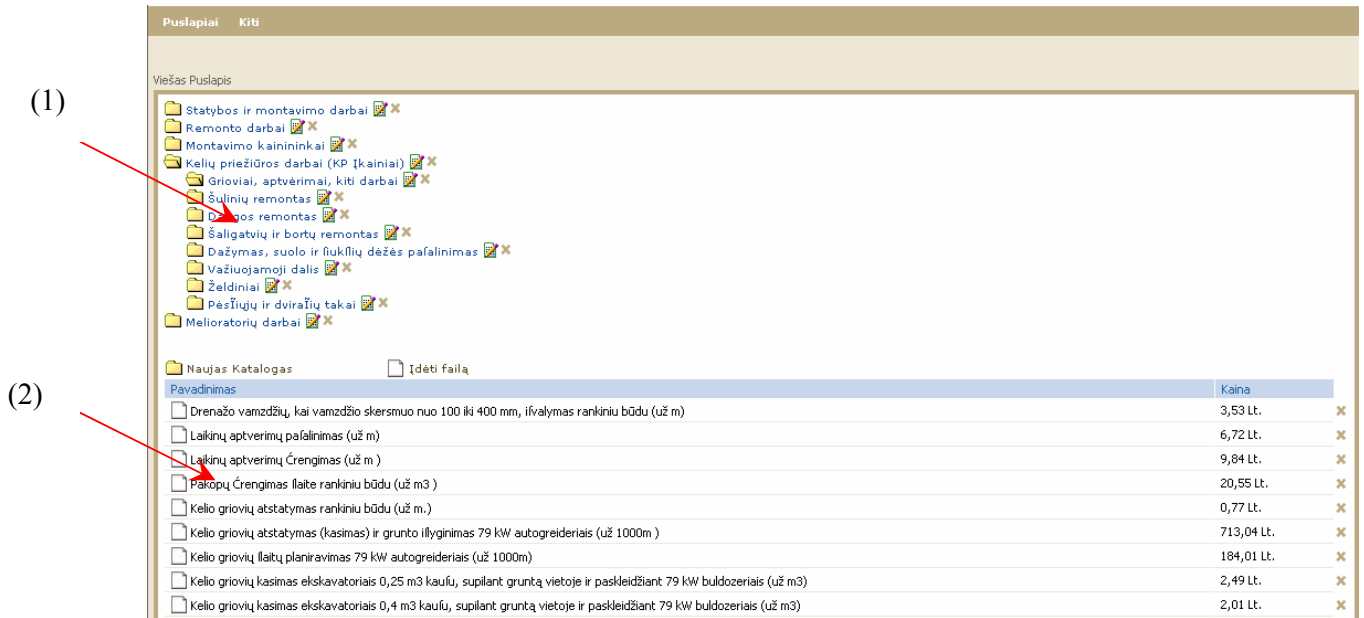 Puslapiai Kiti
Viešas Puslapis
(1)
Statybos ir montavimo darbai
Remonto darbai
Montavimo kainininkai
Kelių priežiūros darbai (KP Įkainiai)
Grioviai, aptvėrimai, kiti darbai
Šulinių remontas
remontas
Šaligatvių ir bortų remontas
Dažymas, suolo ir ſiukſlių dėžės paſalinimas
Važiuojamoji dalis
Želdiniai
PėsĪiųjų ir dviraĪių takai
Melioratorių darbai
Naujas Katalogas Įdėti failą
(2)
Pavadinimas Kaina
Drenažo vamzdžių, kai vamzdžio skersmuo nuo 100 iki 400 mm, iſvalymas rankiniu būdu (už m) 3,53 Lt.
Laikinų aptverimų paſalinimas (už m) 6,72 Lt.
Laikinų aptverimų Ćrengimas (už m ) 9,84 Lt.
Pakopų Ćrengimas ſlaite rankiniu būdu (už m3 ) 20,55 Lt.
Kelio griovių atstatymas rankiniu būdu (už m.) 0,77 Lt.
Kelio griovių atstatymas (kasimas) ir grunto iſlyginimas 79 kW autogreideriais (už 1000m ) 713,04 Lt.
Kelio griovių ſlaitų planiravimas 79 kW autogreideriais (už 1000m) 184,01 Lt.
Kelio griovių kasimas ekskavatoriais 0,25 m3 kauſu, supilant gruntą vietoje ir paskleidžiant 79 kW buldozeriais (už m3) 2,49 Lt.
Kelio griovių kasimas ekskavatoriais 0,4 m3 kauſu, supilant gruntą vietoje ir paskleidžiant 79 kW buldozeriais (už m3) 2,01 Lt.